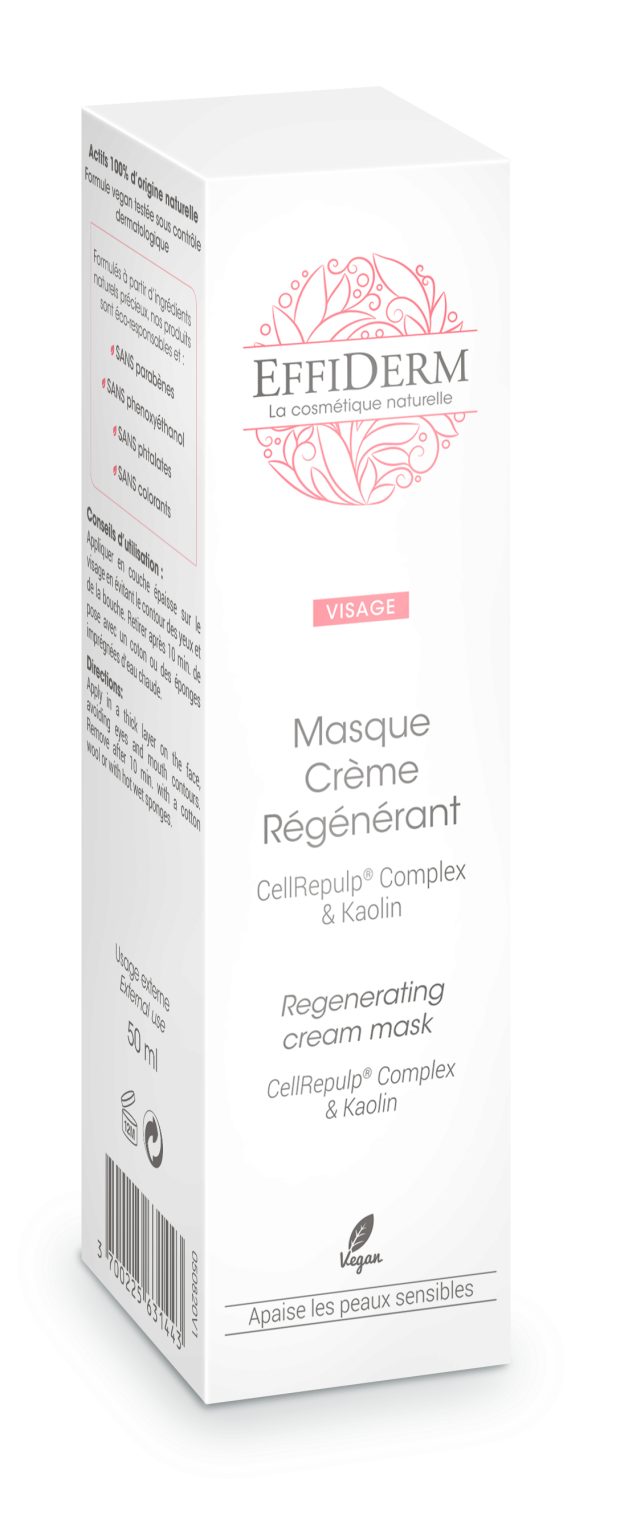 Actifs 100% d'origine naturelle
Formule vegan testée sous contrôle
dermatologique
Formulés à partir d'ingrédients
naturels précieux, nos produits
sont éco-responsables et :
SANS parabènes
SANS phenoxyéthanol
SANS phtalates
SANS colorants
Conseils d'utilisation :
Appliquer en couche épaisse sur le
visage en évitant le contour des yeux et
de la bouche. Retirer après 10 min. de
pose avec un coton ou des éponges
imprégnées d'eau chaude.
Directions:
Apply in a thick layer on the face,
avoiding eyes and mouth contours.
Remove after 10 min. with a cotton
wool or with hot wet sponges.
Usage externe
External use
50 ml
12M
3 700225 631443
050820V1
EFFIDERM
La cosmétique naturelle
VISAGE
Masque
Crème
Régénérant
CellRepulp® Complex
& Kaolin
Regenerating
cream mask
CellRepulp® Complex
& Kaolin
Vegan
Apaise les peaux sensibles